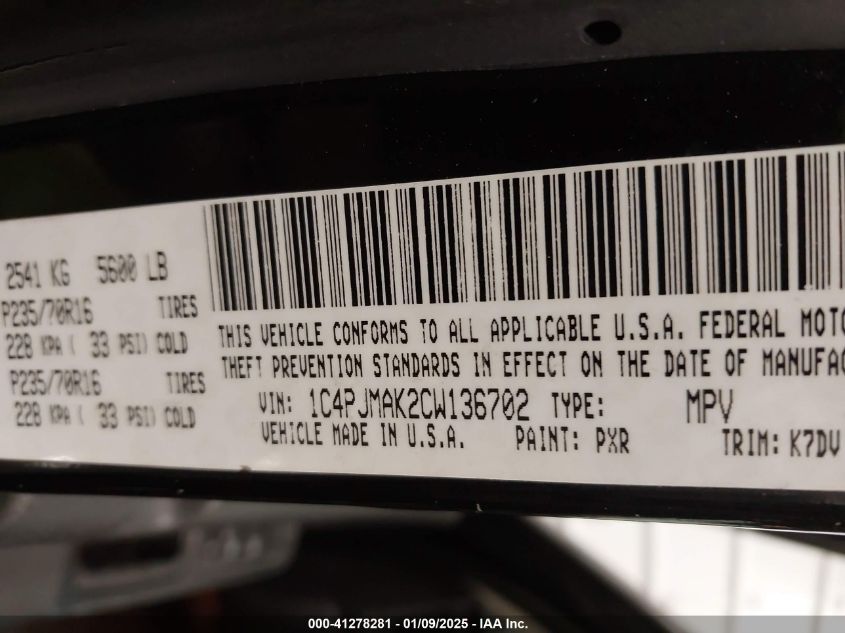 2541 KG 5600 LB
P235/70R16 TIRES
228 KPA ( 33 PSI) COLD
P235/70R16 TIRES
228 KPA ( 33 PSI) COLD
THIS VEHICLE CONFORMS TO ALL APPLICABLE U.S.A. FEDERAL MOTO
THEFT PREVENTION STANDARDS IN EFFECT ON THE DATE OF MANUFAC
VIN: 1C4PJMAK2CW136702 TYPE: MPV
VEHICLE MADE IN U.S.A. PAINT: PXR TRIM: K7DV
000-41278281 - 01/09/2025 - IAA Inc.